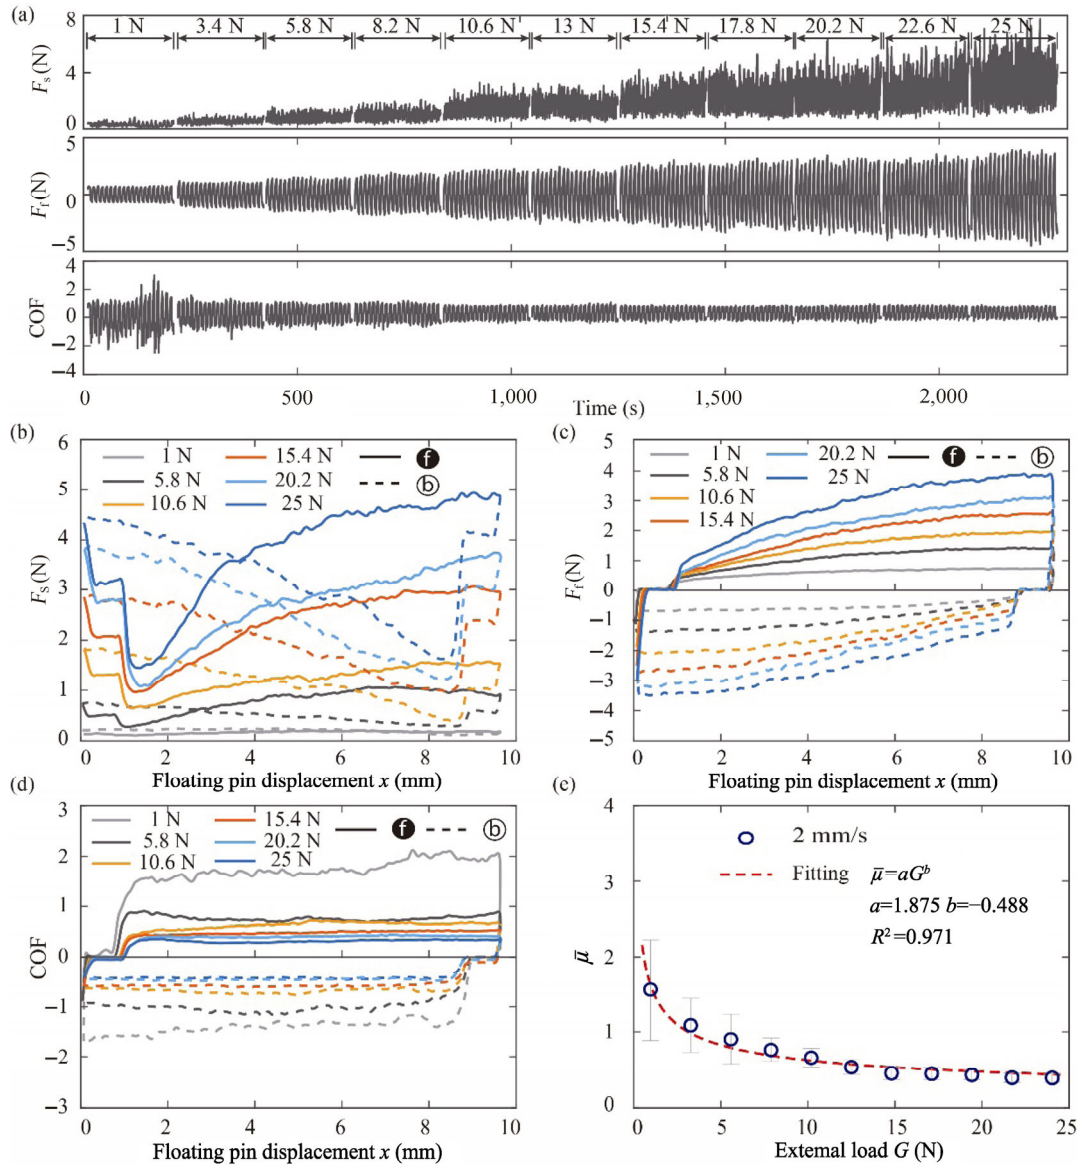 (a)
1 N 3.4 N 5.8 N 8.2 N 10.6 N 13 N 15.4 N 17.8 N 20.2 N 22.6 N 25 N
8
4
0
Fs (N)
5
0
−5
Ff (N)
4
2
0
−2
−4
COF
0 500 1,000 1,500 2,000
Time (s)
(b)
6
5
4
3
2
1
0
Fs (N)
1 N 15.4 N f
5.8 N 20.2 N b
10.6 N 25 N
0 2 4 6 8 10
Floating pin displacement x (mm)
(c)
5
4
3
2
1
0
−1
−2
−3
−4
−5
Ff (N)
1 N 20.2 N f b
5.8 N 25 N
10.6 N
15.4 N
0 2 4 6 8 10
Floating pin displacement x (mm)
(d)
3
2
1
0
−1
−2
−3
COF
1 N 15.4 N f b
5.8 N 20.2 N
10.6 N 25 N
0 2 4 6 8 10
Floating pin displacement x (mm)
(e)
4
3
2
1
0
μ̄
2 mm/s
Fitting μ̄=aG^b
a=1.875 b=−0.488
R²=0.971
0 5 10 15 20 25
External load G (N)